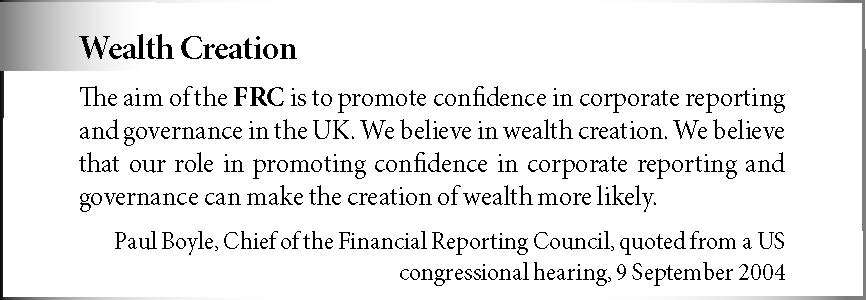 Wealth Creation
The aim of the FRC is to promote confidence in corporate reporting
and governance in the UK. We believe in wealth creation. We believe
that our role in promoting confidence in corporate reporting and
governance can make the creation of wealth more likely.
Paul Boyle, Chief of the Financial Reporting Council, quoted from a US
congressional hearing, 9 September 2004